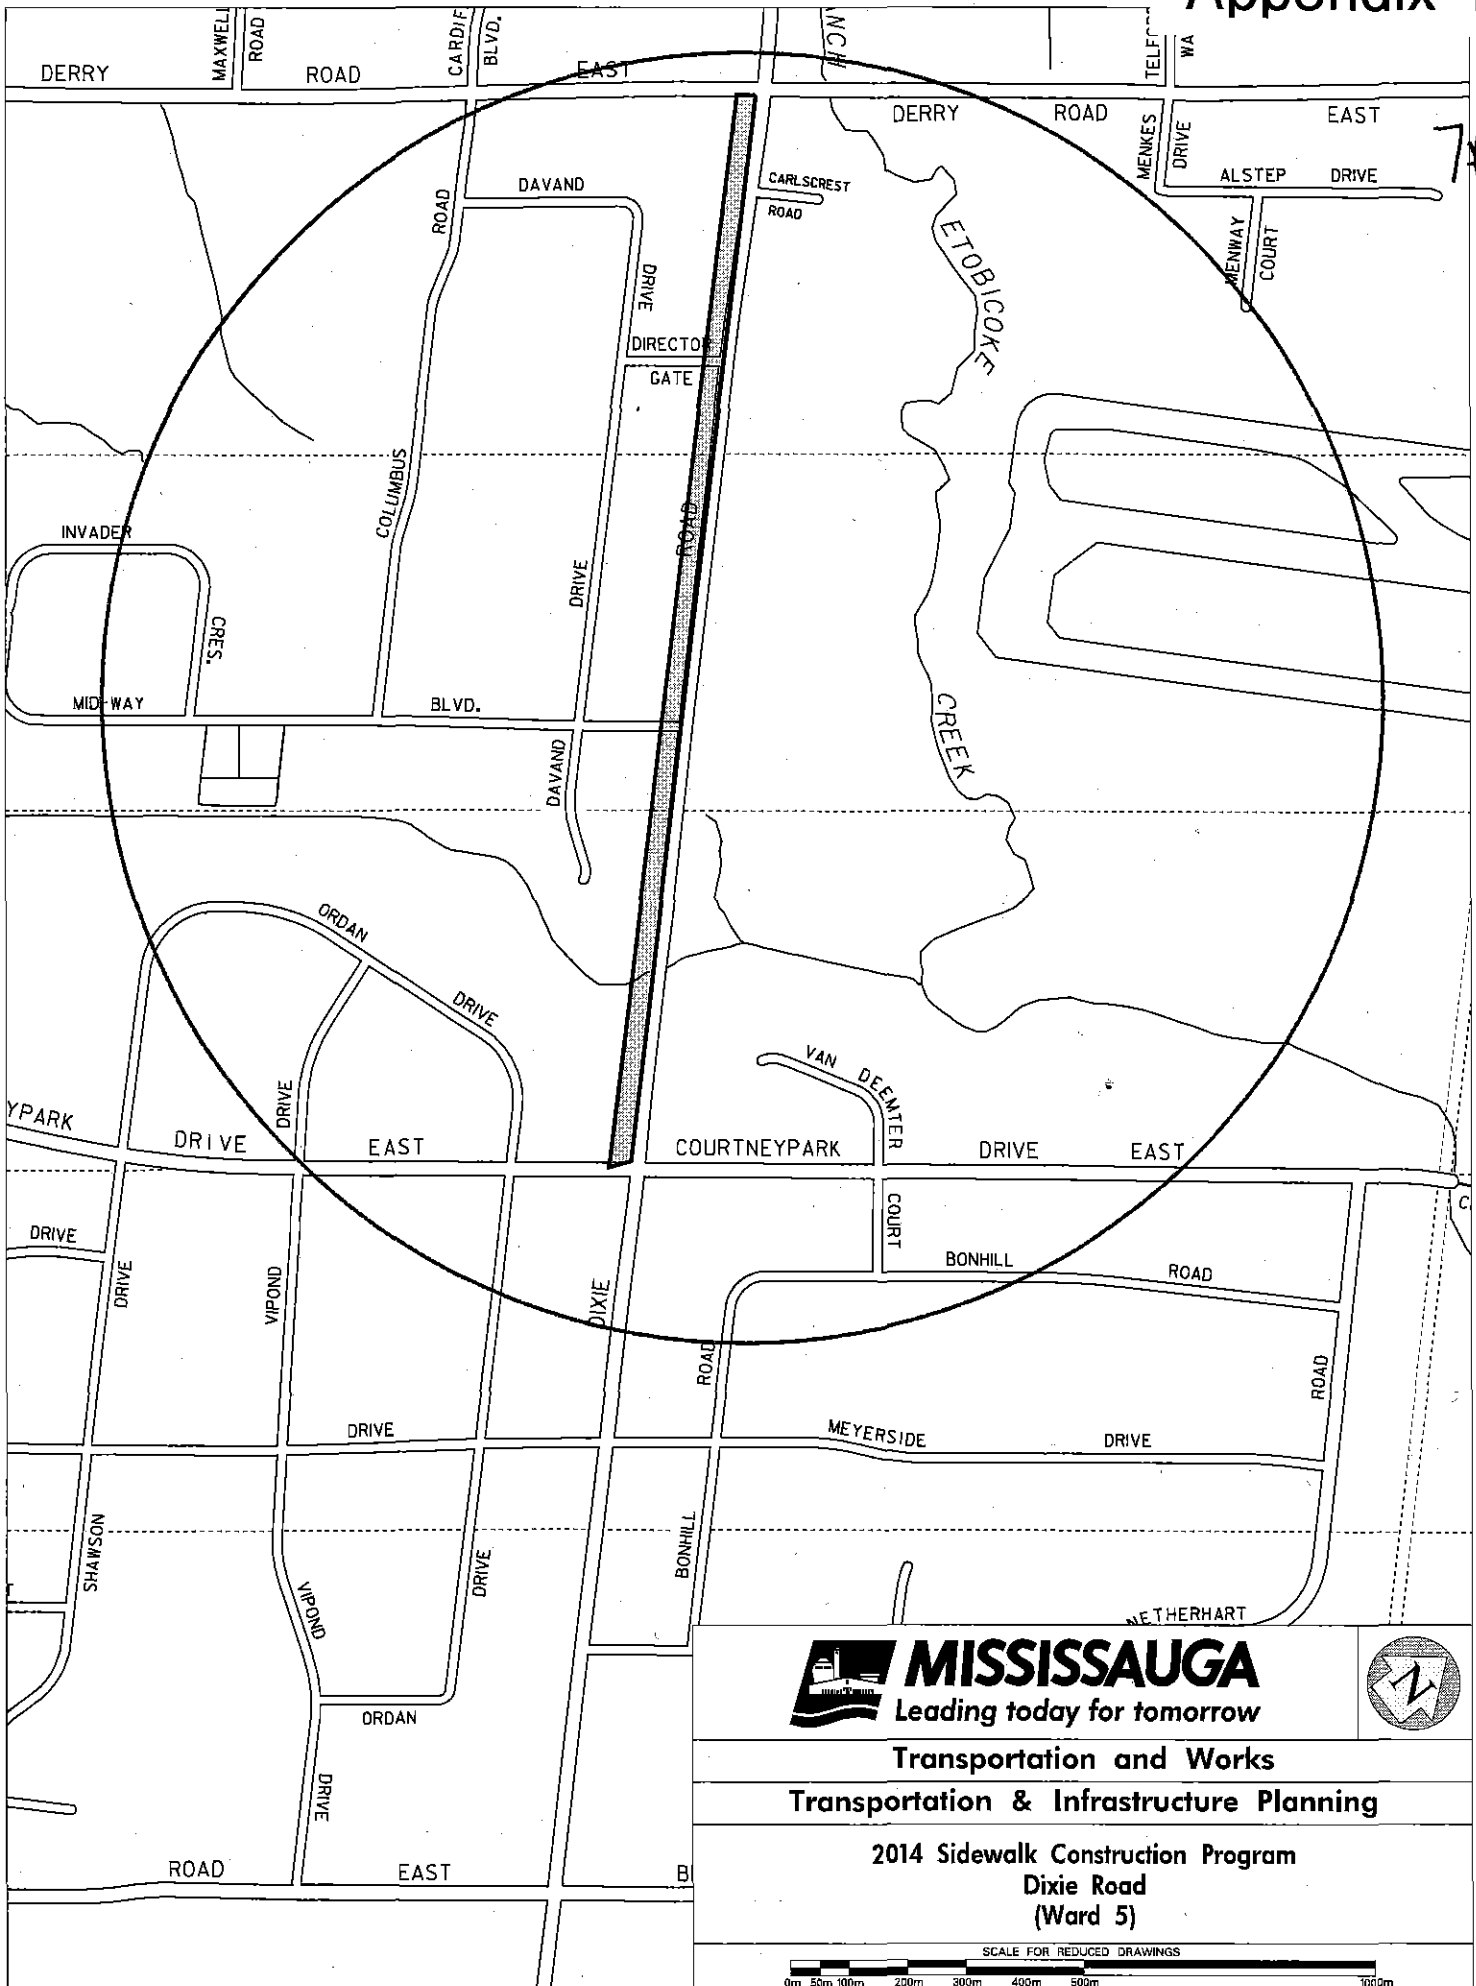 Appendix
MAXWELL
ROAD
CARDIF
BLVD.
NCH
TELF
WA
DERRY ROAD EAST
DERRY ROAD EAST
MENKES
DRIVE
ALSTEP DRIVE
MENWAY
COURT
DAVAND
DRIVE
CARLSCREST
ROAD
ROAD
ETOBICOKE
DIRECTOR
GATE
COLUMBUS
ROAD
INVADER
CRES.
DRIVE
MID-WAY BLVD.
DAVAND
CREEK
ORDAN
DRIVE
VAN DEEMTER
DRIVE
YPARK DRIVE EAST
COURTNEYPARK DRIVE EAST
COURT
DRIVE
DRIVE
VIPOND
DIXIE
BONHILL ROAD
ROAD
ROAD
DRIVE
MEYERSIDE DRIVE
SHAWSON
VIPOND
DRIVE
BONHILL
NETHERHART
ORDAN
DRIVE
ROAD EAST
B
MISSISSAUGA
Leading today for tomorrow
N
Transportation and Works
Transportation & Infrastructure Planning
2014 Sidewalk Construction Program
Dixie Road
(Ward 5)
SCALE FOR REDUCED DRAWINGS
0m 50m 100m 200m 300m 400m 500m 1000m